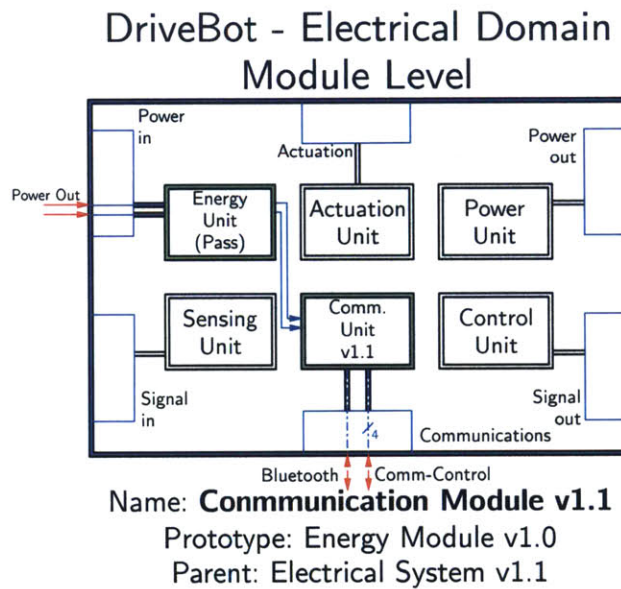 DriveBot - Electrical Domain
Module Level
Power
in
Actuation
Power
out
Power Out
Energy
Unit
(Pass)
Actuation
Unit
Power
Unit
Sensing
Unit
Comm.
Unit
v1.1
Control
Unit
Signal
in
4
Communications
Signal
out
Bluetooth
Comm-Control
Name: Conmmunication Module v1.1
Prototype: Energy Module v1.0
Parent: Electrical System v1.1